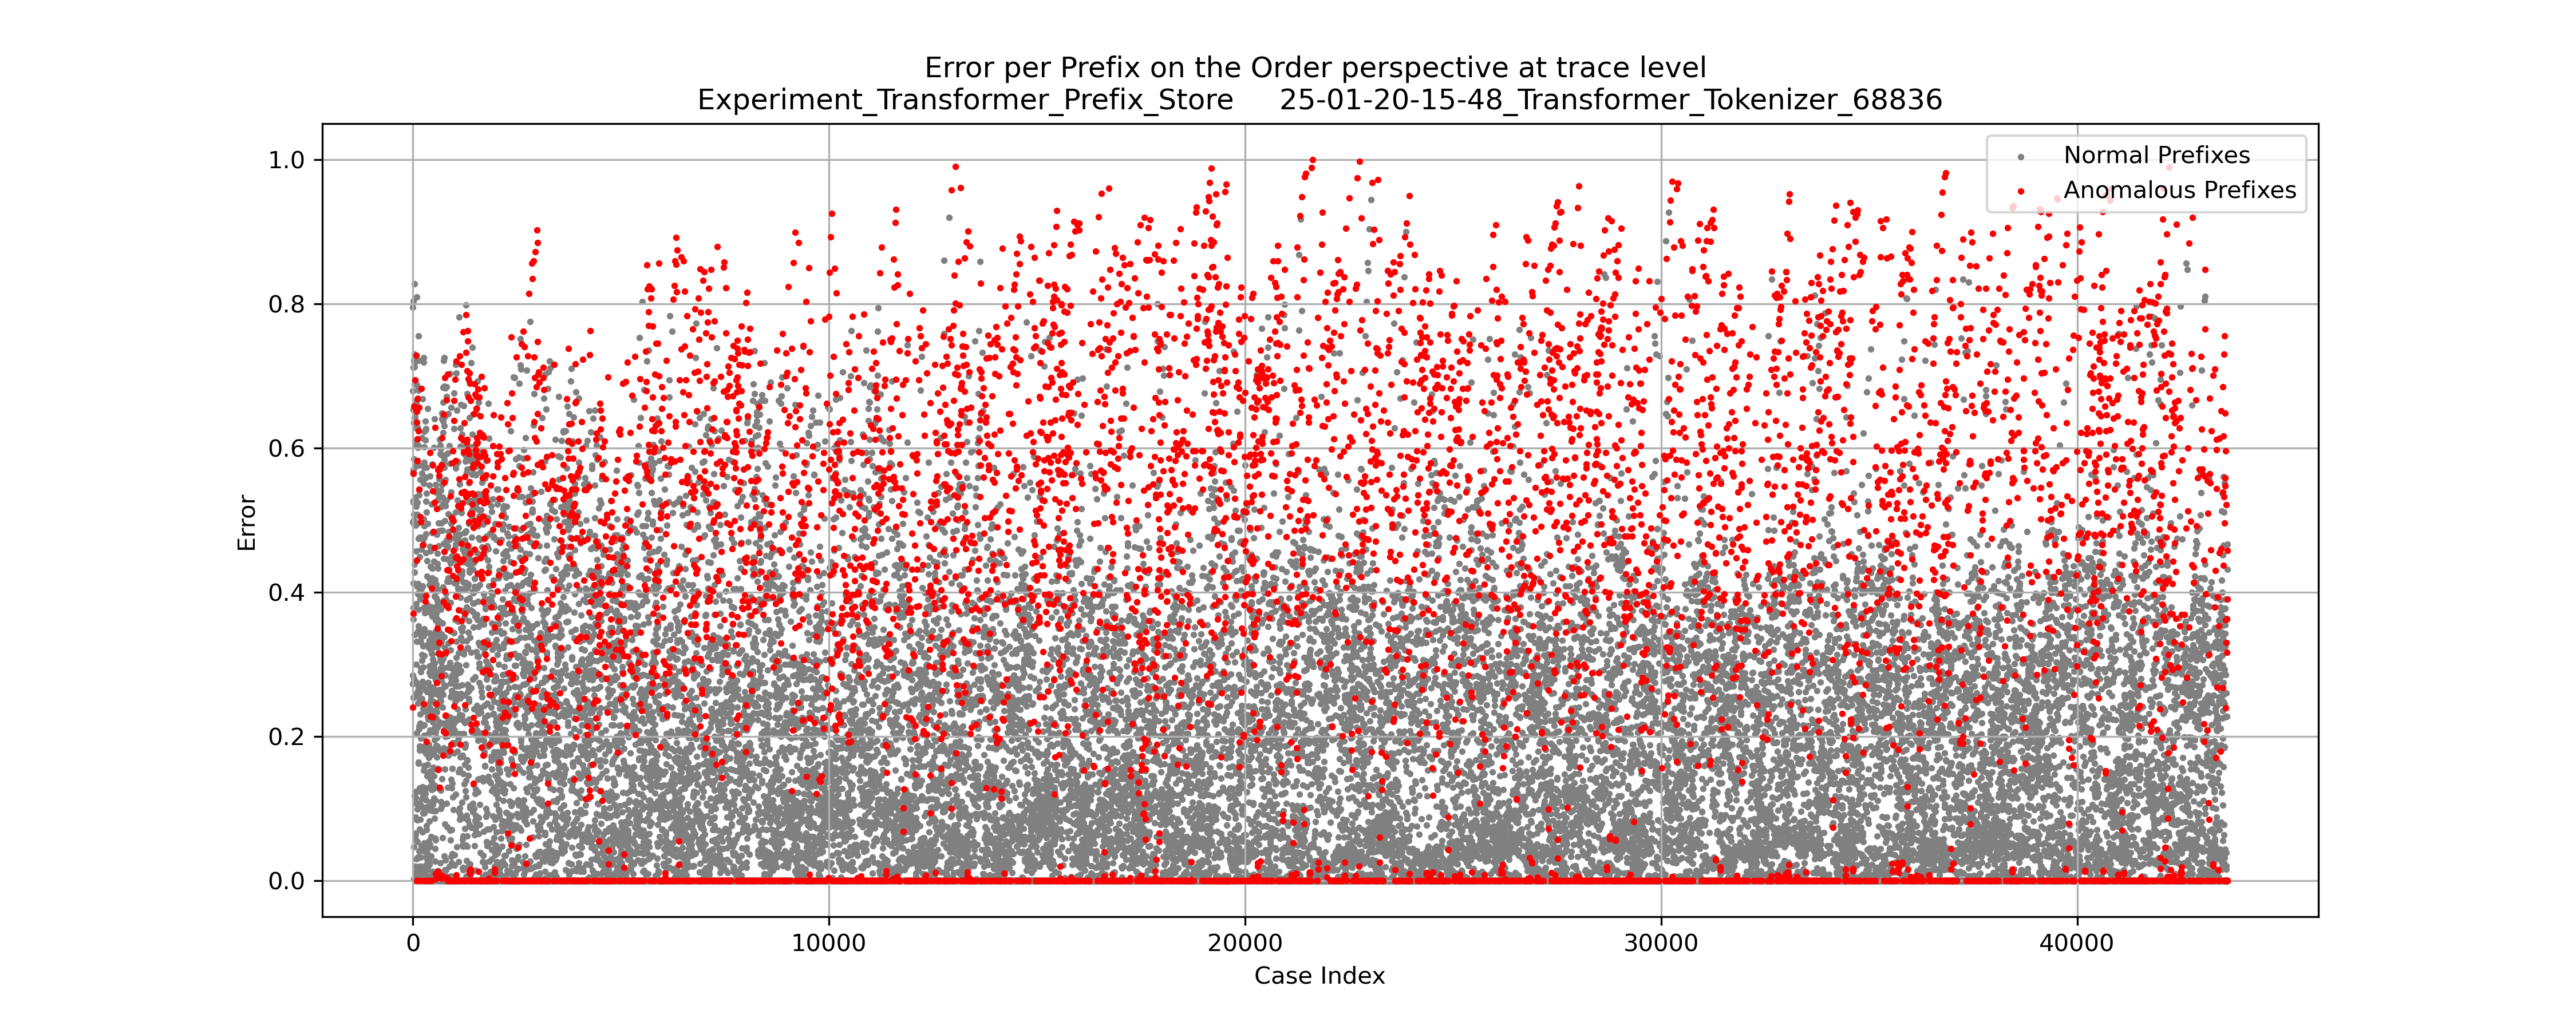 Error per Prefix on the Order perspective at trace level
Experiment_Transformer_Prefix_Store 25-01-20-15-48_Transformer_Tokenizer_68836
Normal Prefixes
Anomalous Prefixes
1.0
0.8
0.6
0.4
0.2
0.0
Error
0 10000 20000 30000 40000
Case Index